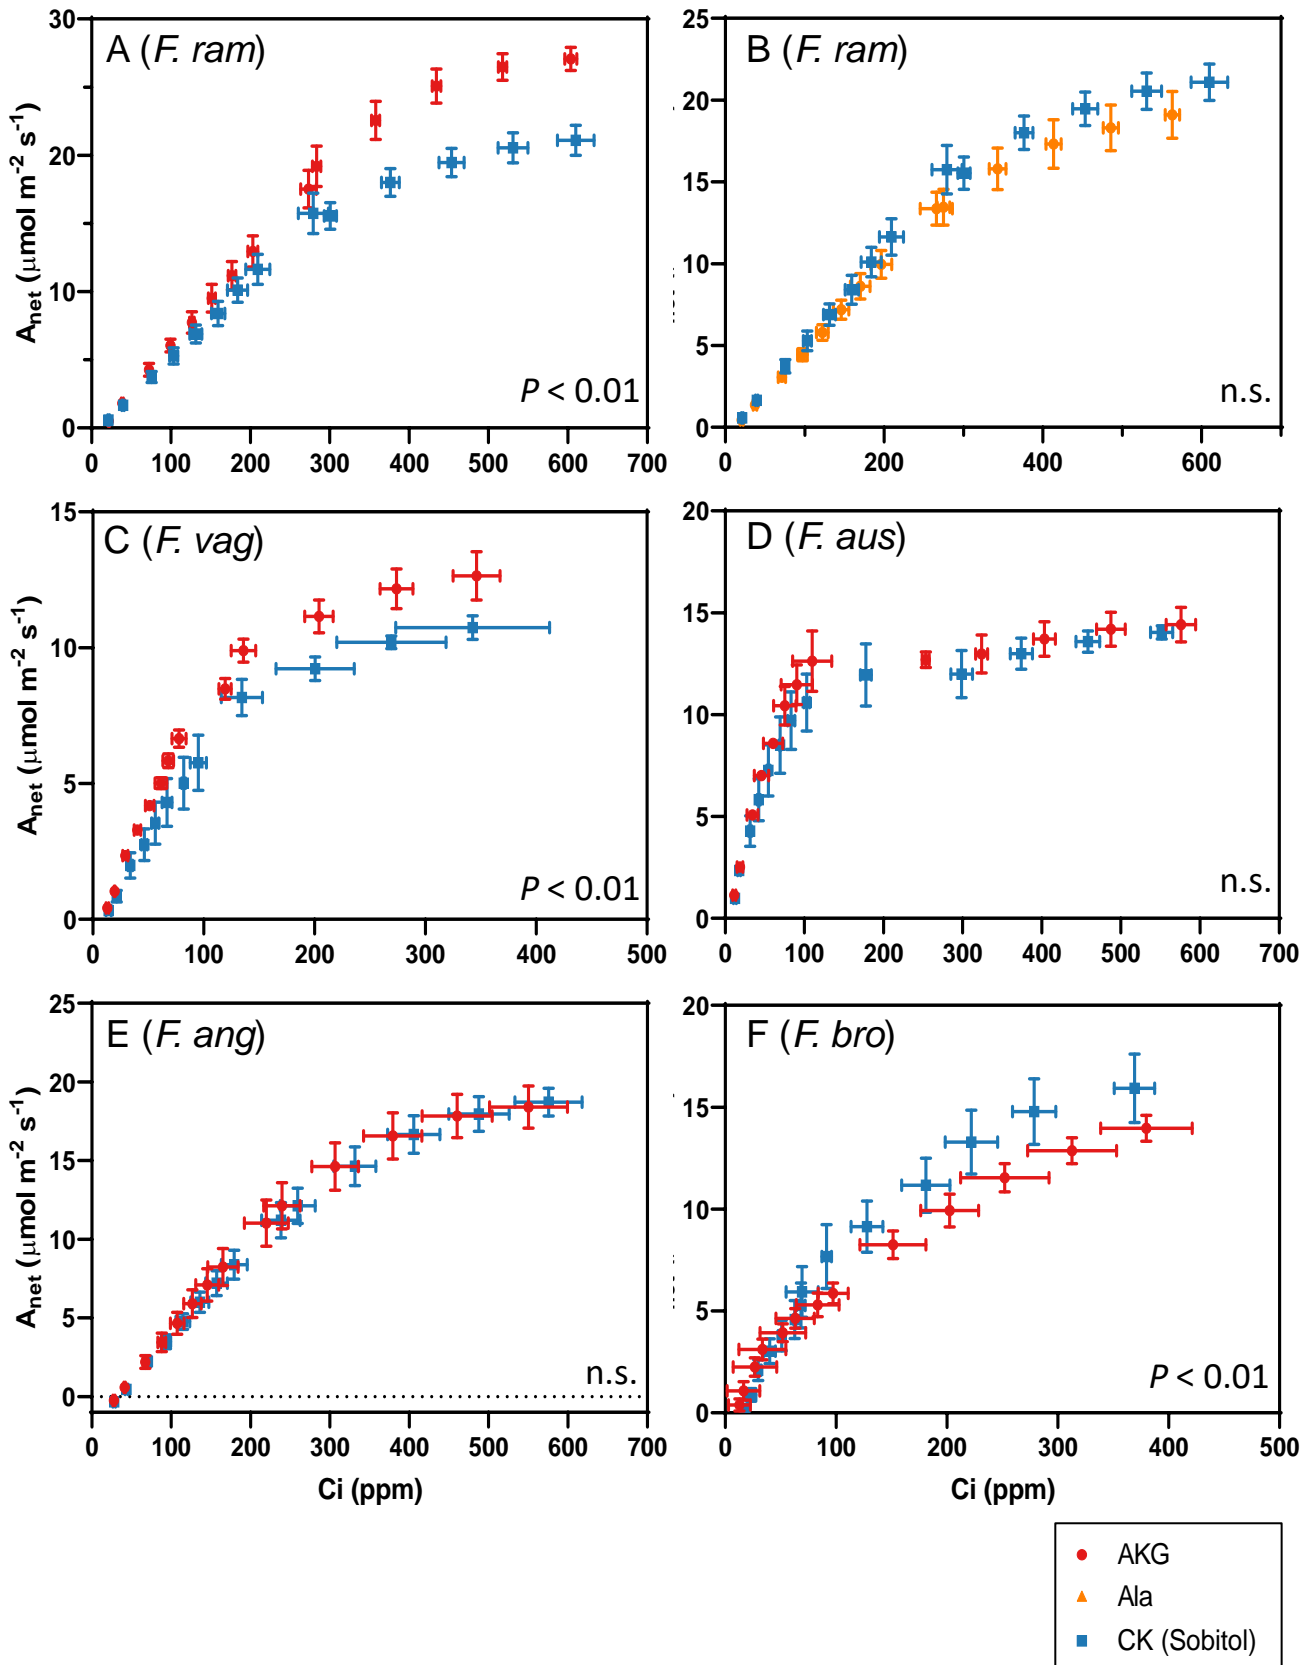 A (F. ram)
A_net (μmol m⁻² s⁻¹)
30
20
10
0
P < 0.01
0 100 200 300 400 500 600 700
B (F. ram)
25
20
15
10
5
0
n.s.
0 200 400 600
C (F. vag)
A_net (μmol m⁻² s⁻¹)
15
10
5
0
P < 0.01
0 100 200 300 400 500
D (F. aus)
20
15
10
5
0
n.s.
0 100 200 300 400 500 600 700
E (F. ang)
A_net (μmol m⁻² s⁻¹)
25
20
15
10
5
0
n.s.
0 100 200 300 400 500 600 700
Ci (ppm)
F (F. bro)
20
15
10
5
0
P < 0.01
0 100 200 300 400 500
Ci (ppm)
AKG
Ala
CK (Sobitol)